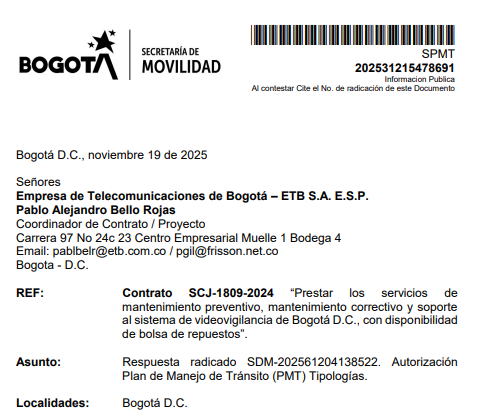 BOGOTÁ
SECRETARÍA DE
MOVILIDAD
SPMT
202531215478691
Informacion Publica
Al contestar Cite el No. de radicación de este Documento
Bogotá D.C., noviembre 19 de 2025
Señores
Empresa de Telecomunicaciones de Bogotá – ETB S.A. E.S.P.
Pablo Alejandro Bello Rojas
Coordinador de Contrato / Proyecto
Carrera 97 No 24c 23 Centro Empresarial Muelle 1 Bodega 4
Email: pablbelr@etb.com.co / pgil@frisson.net.co
Bogota - D.C.
REF: Contrato SCJ-1809-2024 “Prestar los servicios de
mantenimiento preventivo, mantenimiento correctivo y soporte
al sistema de videovigilancia de Bogotá D.C., con disponibilidad
de bolsa de repuestos”.
Asunto: Respuesta radicado SDM-202561204138522. Autorización
Plan de Manejo de Tránsito (PMT) Tipologías.
Localidades: Bogotá D.C.